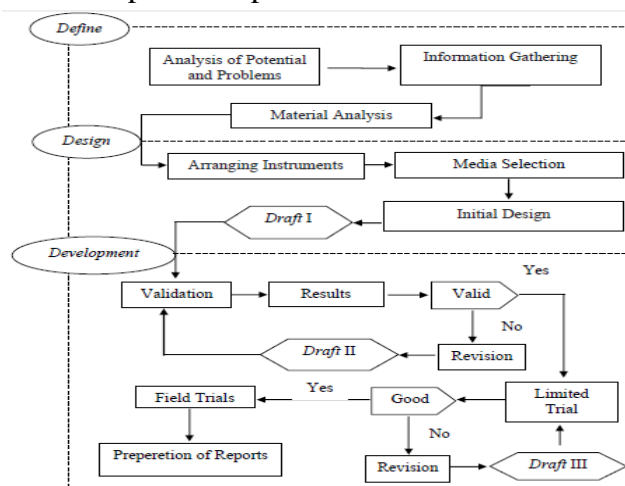 Define
Analysis of Potential
and Problems
Information Gathering
Material Analysis
Design
Arranging Instruments
Media Selection
Draft I
Initial Design
Development
Yes
Validation
Results
Valid
No
Draft II
Revision
Yes
Field Trials
Good
Limited
Trial
No
Preperetion of Reports
Revision
Draft III